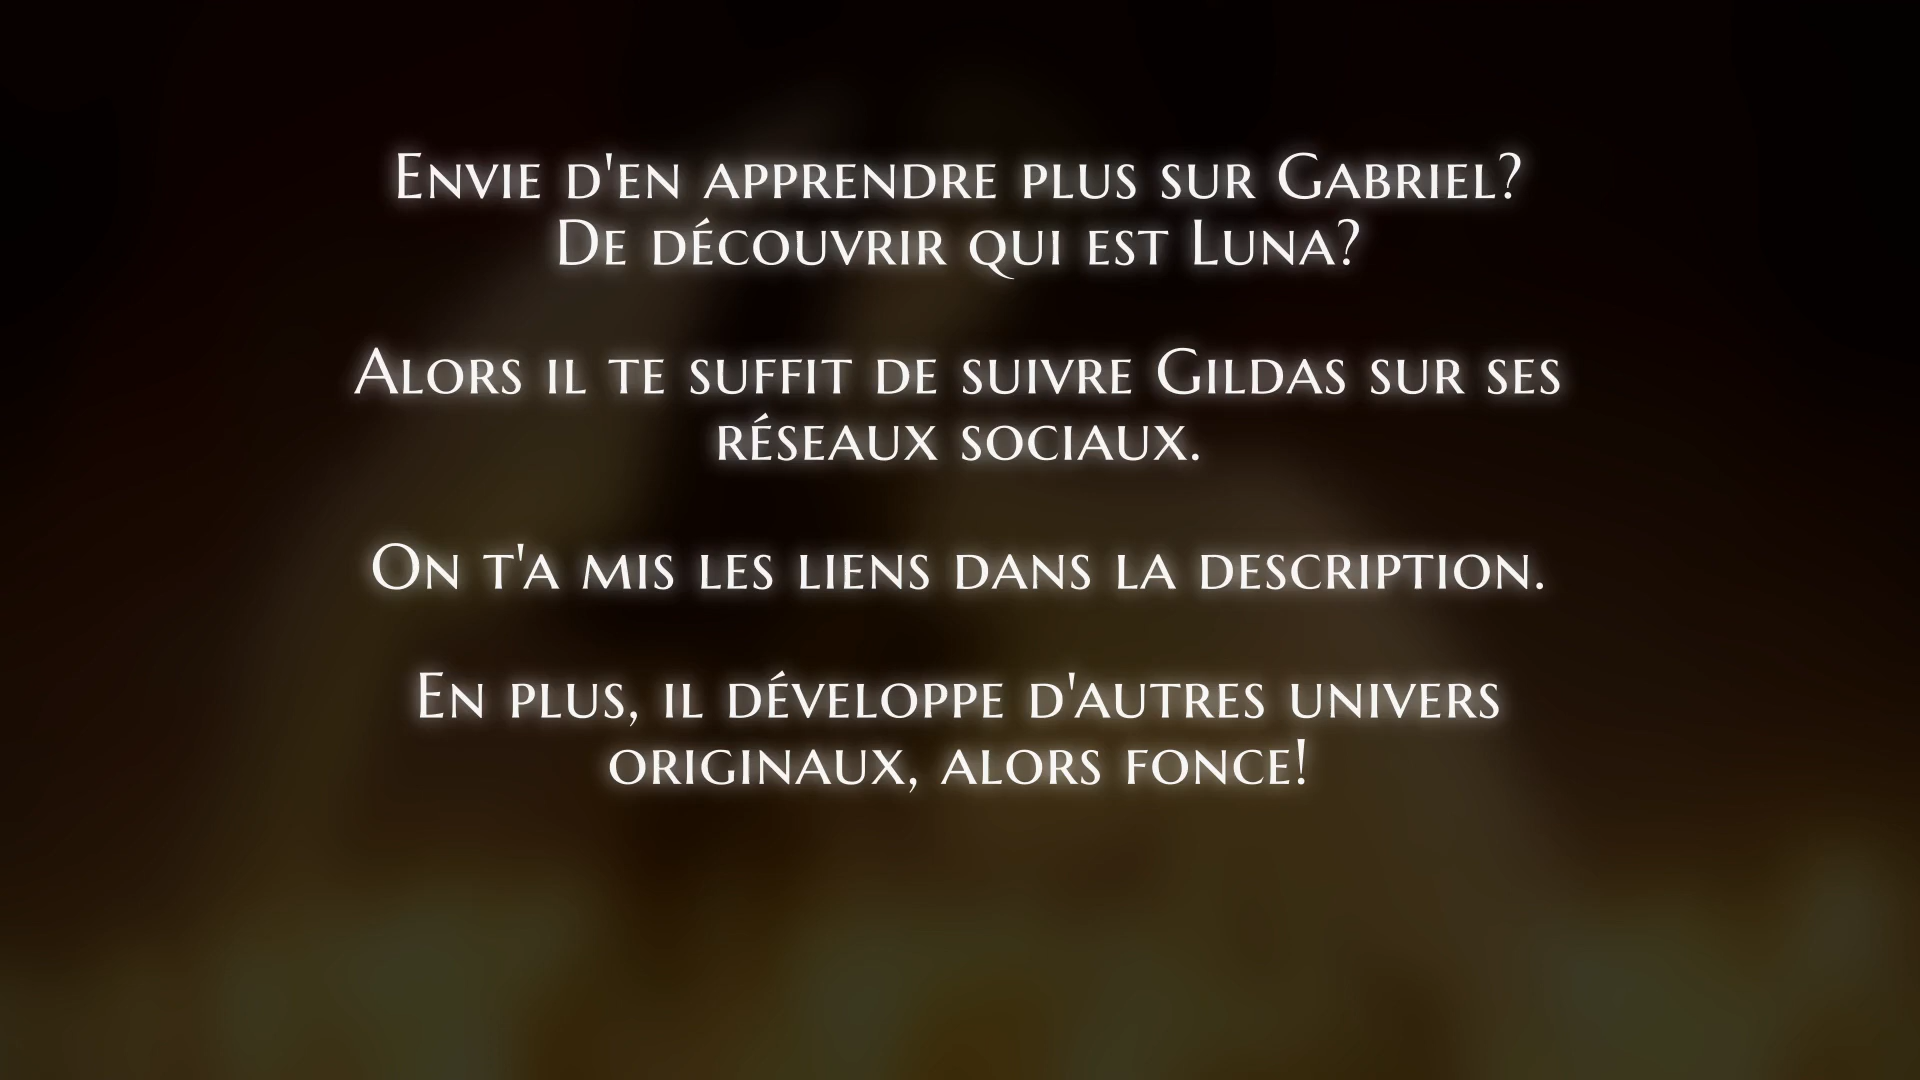 Envie d'en apprendre plus sur Gabriel?
De découvrir qui est Luna?
Alors il te suffit de suivre Gildas sur ses
réseaux sociaux.
On t'a mis les liens dans la description.
En plus, il développe d'autres univers
originaux, alors fonce!